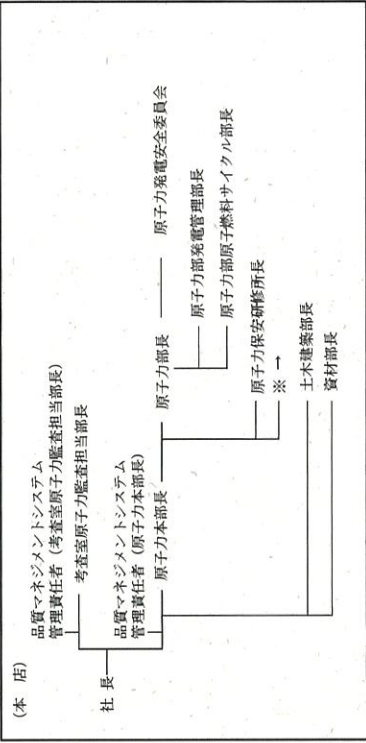 (本 店)
品質マネジメントシステム
管理責任者(考査室原子力監査担当部長)
考査室原子力監査担当部長
社 長
品質マネジメントシステム
管理責任者(原子力本部長)
原子力本部長
原子力部長
原子力発電安全委員会
原子力部発電管理部長
原子力部原子燃料サイクル部長
原子力保安研修所長
※ →
土木建築部長
資材部長